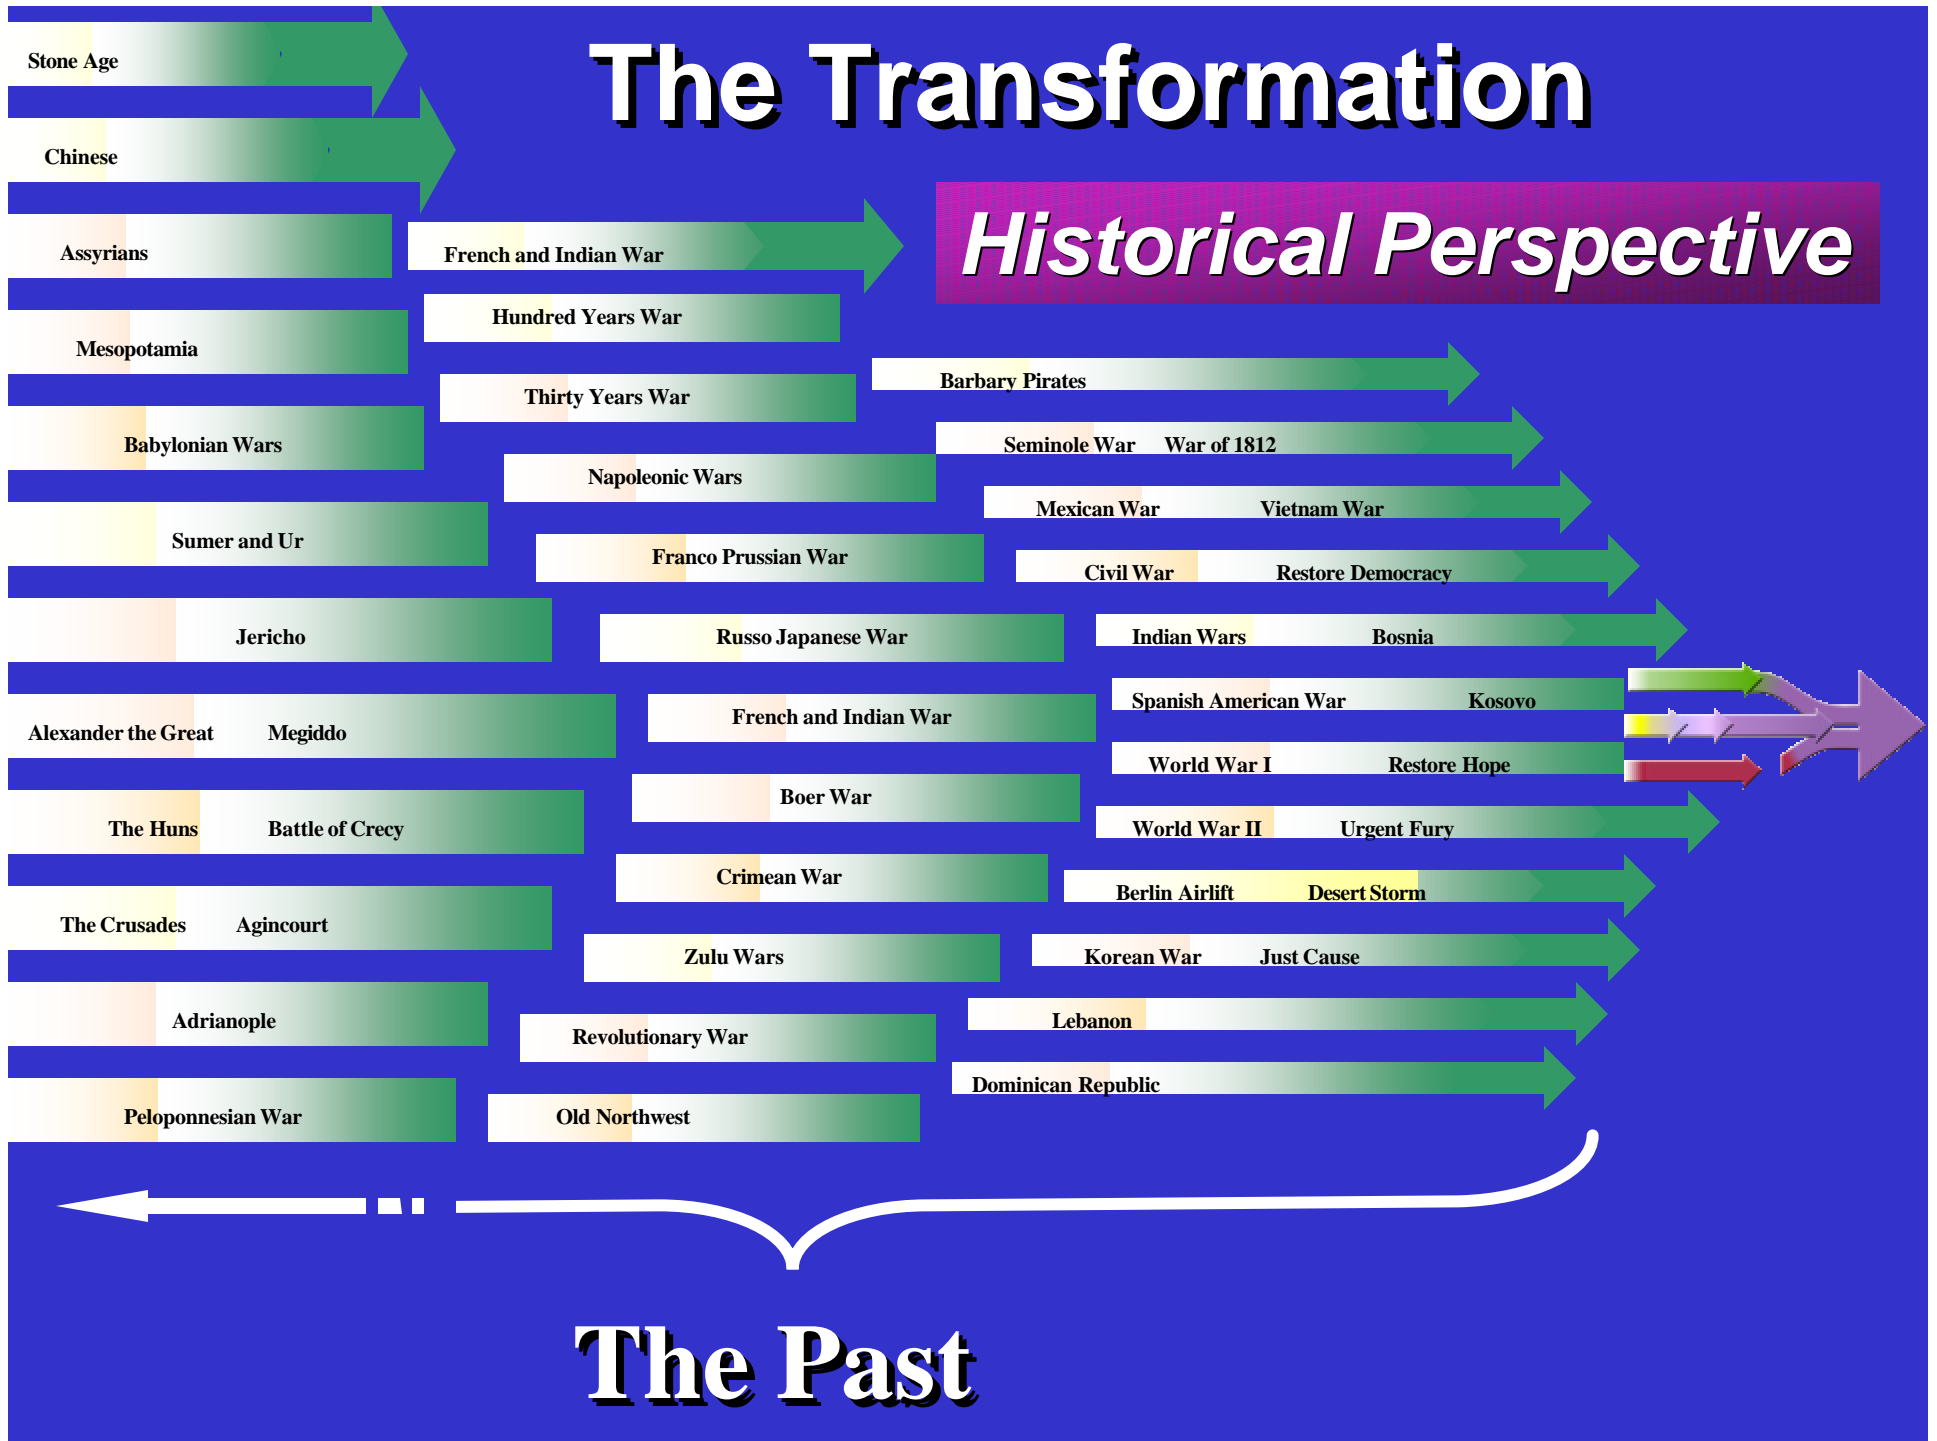 The Transformation
Historical Perspective
Stone Age
Chinese
Assyrians
Mesopotamia
Babylonian Wars
Sumer and Ur
Jericho
Alexander the Great Megiddo
The Huns Battle of Crecy
The Crusades Agincourt
Adrianople
Peloponnesian War
French and Indian War
Hundred Years War
Thirty Years War
Napoleonic Wars
Franco Prussian War
Russo Japanese War
French and Indian War
Boer War
Crimean War
Zulu Wars
Revolutionary War
Old Northwest
Barbary Pirates
Seminole War War of 1812
Mexican War Vietnam War
Civil War Restore Democracy
Indian Wars Bosnia
Spanish American War Kosovo
World War I Restore Hope
World War II Urgent Fury
Berlin Airlift Desert Storm
Korean War Just Cause
Lebanon
Dominican Republic
The Past